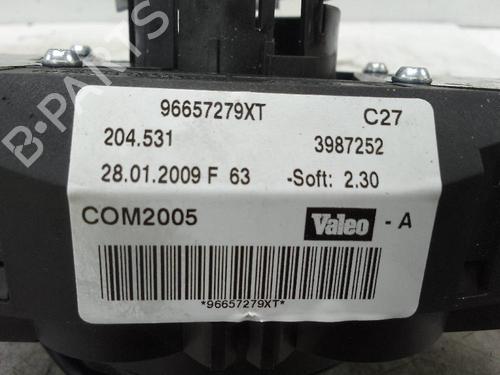 96657279XT C27
204.531 3987252
28.01.2009 F 63 -Soft: 2.30
COM2005 Valeo - A
*96657279XT*
B-PARTS